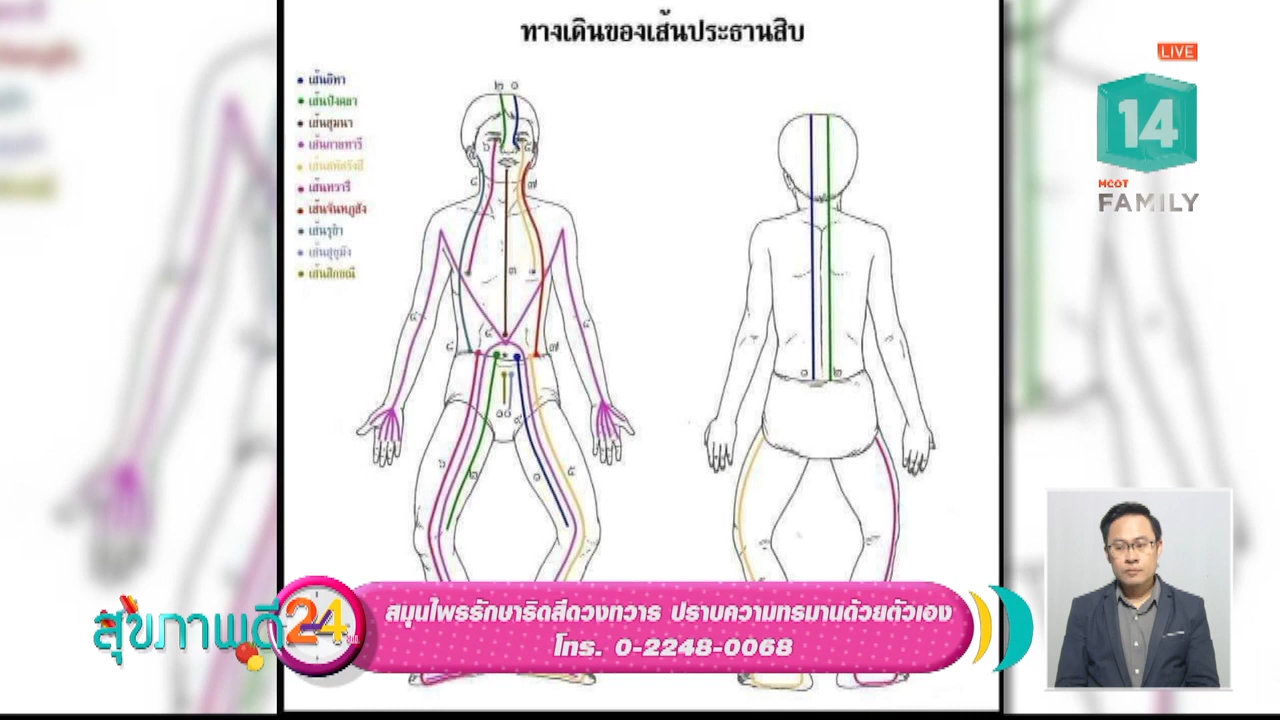 ทางเดินของเส้นประธานสิบ
LIVE
14
MCOT
FAMILY
เส้นอิทา
เส้นปิงคลา
เส้นสุมนา
เส้นกาลทารี
เส้นสหัสรังสี
เส้นทวารี
เส้นจันทภูสัง
เส้นรุชำ
เส้นสุขุมัง
เส้นสิกขณี
สุขภาพดี 24 ชม.
สมุนไพรรักษาริดสีดวงทวาร ปราบความทรมานด้วยตัวเอง
โทร. 0-2248-0068